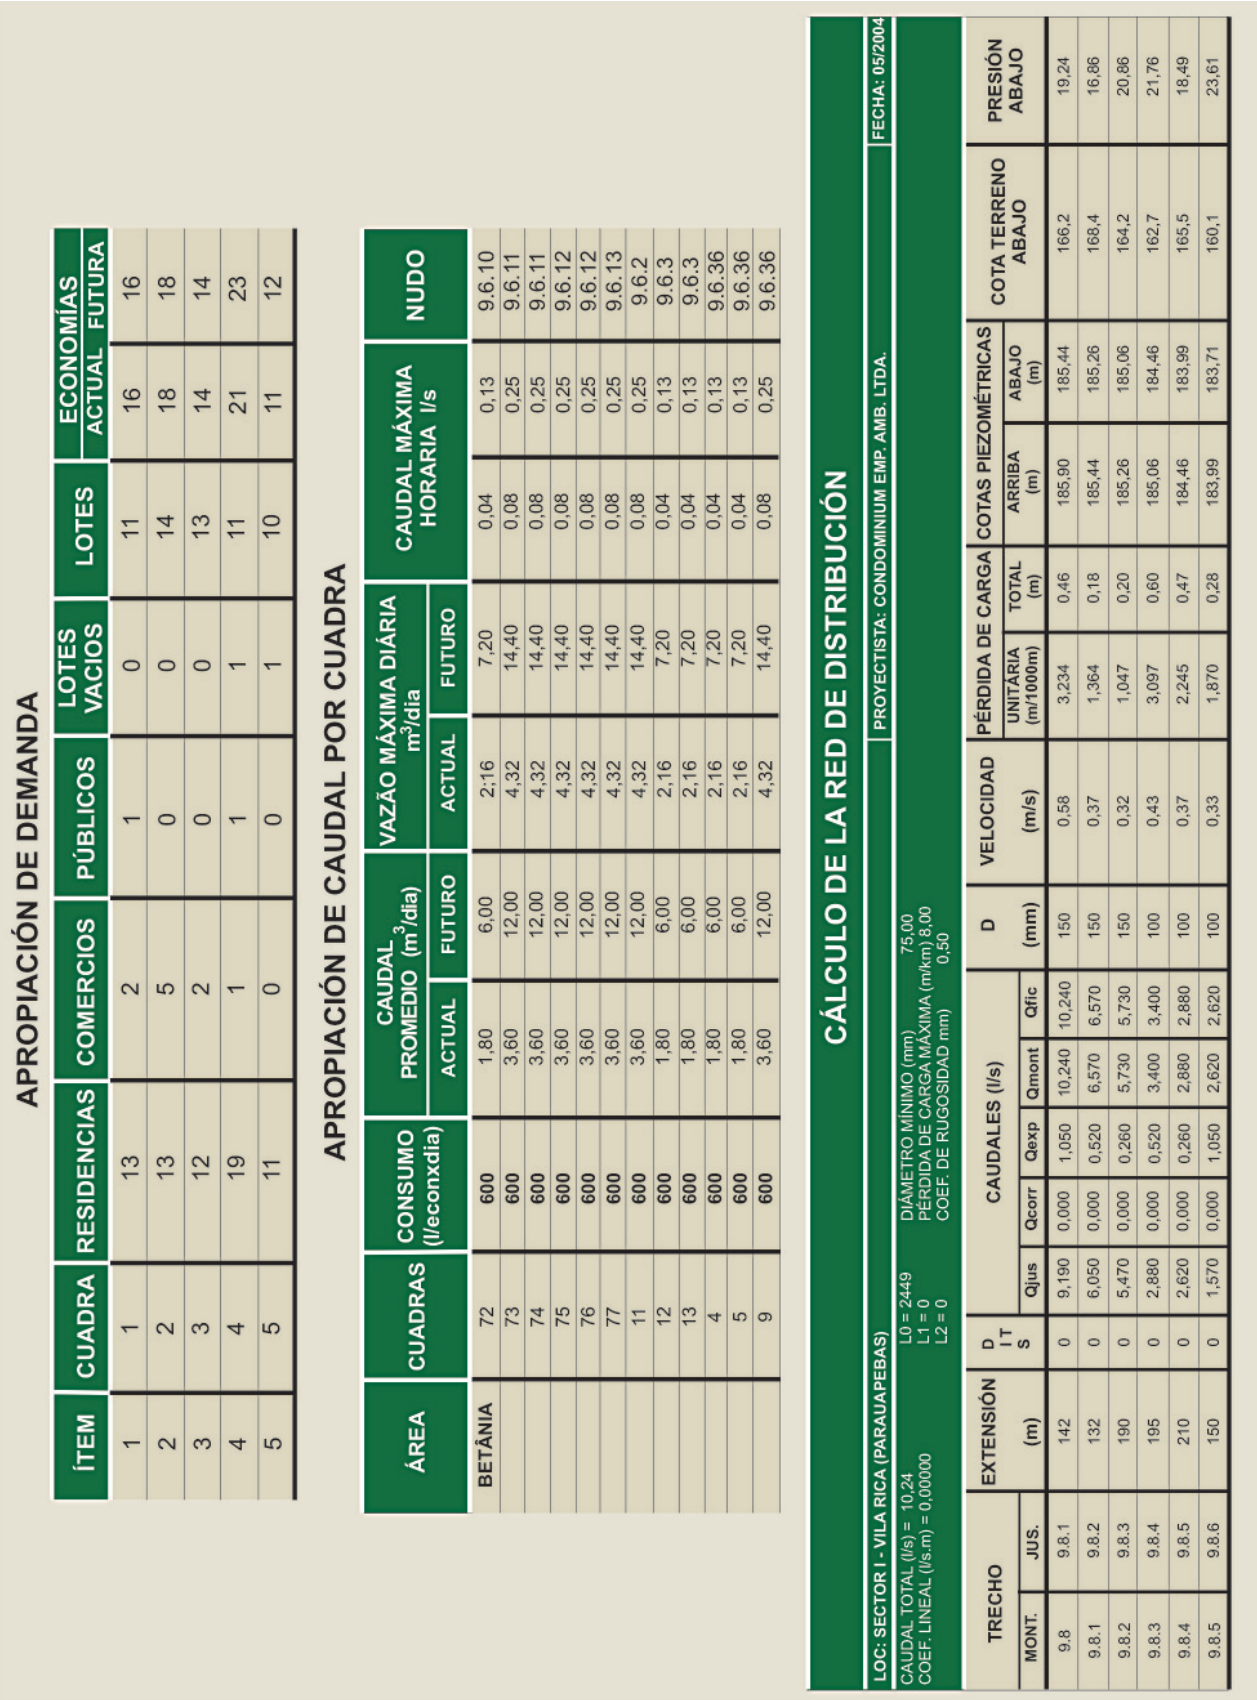 APROPIACIÓN DE DEMANDA
ÍTEM CUADRA RESIDENCIAS COMERCIOS PÚBLICOS LOTES VACIOS LOTES ECONOMÍAS
ACTUAL FUTURA
1 1 13 2 1 0 11 16 16
2 2 13 5 0 0 14 18 18
3 3 12 2 0 0 13 14 14
4 4 19 1 1 1 11 21 23
5 5 11 0 0 1 10 11 12
APROPIACIÓN DE CAUDAL POR CUADRA
ÁREA CUADRAS CONSUMO (l/econxdia) CAUDAL PROMEDIO (m³/dia) VAZÃO MÁXIMA DIÁRIA m³/dia CAUDAL MÁXIMA HORARIA l/s NUDO
ACTUAL FUTURO ACTUAL FUTURO
BETÂNIA 72 600 1,80 6,00 2;16 7,20 0,04 0,13 9.6.10
73 600 3,60 12,00 4,32 14,40 0,08 0,25 9.6.11
74 600 3,60 12,00 4,32 14,40 0,08 0,25 9.6.11
75 600 3,60 12,00 4,32 14,40 0,08 0,25 9.6.12
76 600 3,60 12,00 4,32 14,40 0,08 0,25 9.6.12
77 600 3,60 12,00 4,32 14,40 0,08 0,25 9.6.13
11 600 3,60 12,00 4,32 14,40 0,08 0,25 9.6.2
12 600 1,80 6,00 2,16 7,20 0,04 0,13 9.6.3
13 600 1,80 6,00 2,16 7,20 0,04 0,13 9.6.3
4 600 1,80 6,00 2,16 7,20 0,04 0,13 9.6.36
5 600 1,80 6,00 2,16 7,20 0,04 0,13 9.6.36
9 600 3,60 12,00 4,32 14,40 0,08 0,25 9.6.36
CÁLCULO DE LA RED DE DISTRIBUCIÓN
LOC: SECTOR I - VILA RICA (PARAUAPEBAS) PROYECTISTA: CONDOMINIUM EMP. AMB. LTDA. FECHA: 05/2004
CAUDAL TOTAL (l/s) = 10,24 L0 = 2449 DIÁMETRO MÍNIMO (mm) 75,00
COEF. LINEAL (l/s.m) = 0,00000 L1 = 0 PÉRDIDA DE CARGA MÁXIMA (m/km) 8,00
L2 = 0 COEF. DE RUGOSIDAD mm) 0,50
TRECHO EXTENSIÓN (m) D I T S CAUDALES (l/s) D (mm) VELOCIDAD (m/s) PÉRDIDA DE CARGA COTAS PIEZOMÉTRICAS COTA TERRENO ABAJO PRESIÓN ABAJO
MONT. JUS. Qjus Qcorr Qexp Qmont Qfic UNITÁRIA (m/1000m) TOTAL (m) ARRIBA (m) ABAJO (m)
9.8 9.8.1 142 0 9,190 0,000 1,050 10,240 10,240 150 0,58 3,234 0,46 185,90 185,44 166,2 19,24
9.8.1 9.8.2 132 0 6,050 0,000 0,520 6,570 6,570 150 0,37 1,364 0,18 185,44 185,26 168,4 16,86
9.8.2 9.8.3 190 0 5,470 0,000 0,260 5,730 5,730 150 0,32 1,047 0,20 185,26 185,06 164,2 20,86
9.8.3 9.8.4 195 0 2,880 0,000 0,520 3,400 3,400 100 0,43 3,097 0,60 185,06 184,46 162,7 21,76
9.8.4 9.8.5 210 0 2,620 0,000 0,260 2,880 2,880 100 0,37 2,245 0,47 184,46 183,99 165,5 18,49
9.8.5 9.8.6 150 0 1,570 0,000 1,050 2,620 2,620 100 0,33 1,870 0,28 183,99 183,71 160,1 23,61